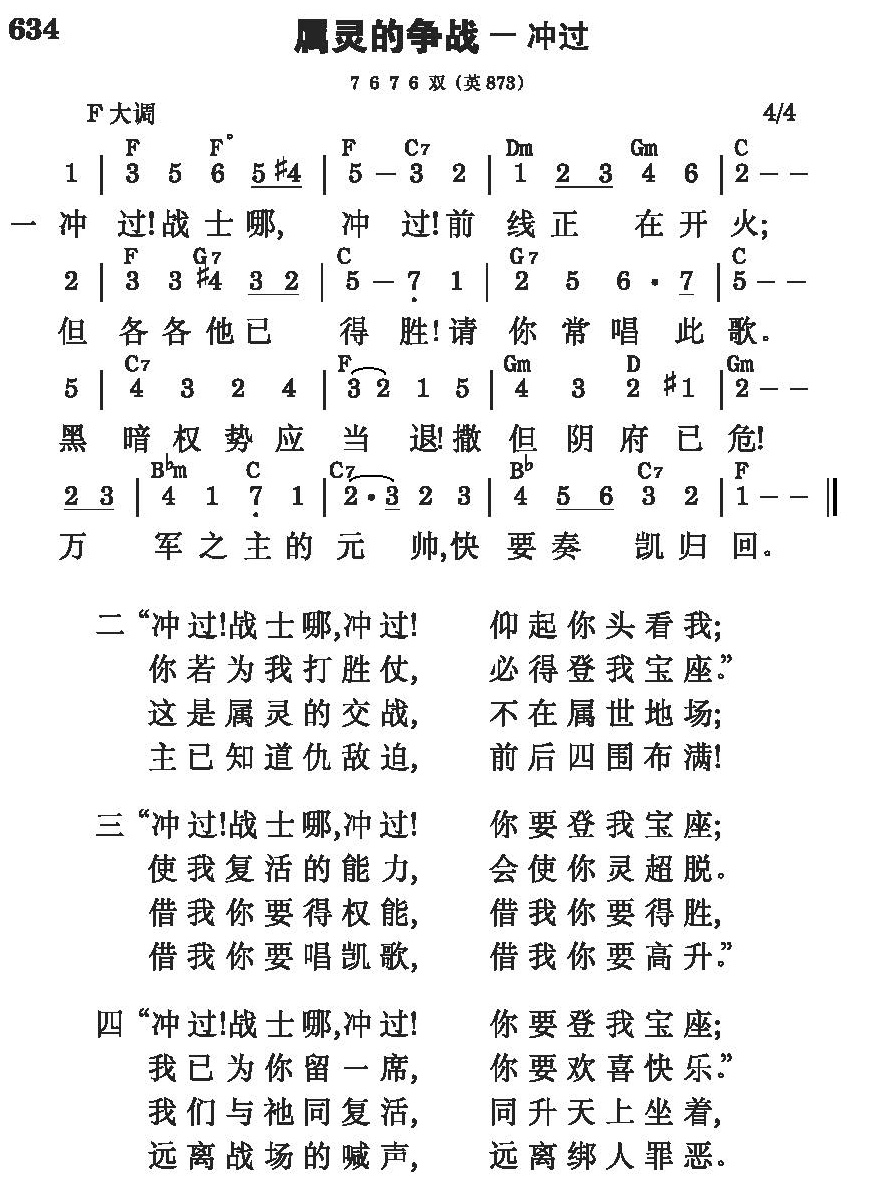 634
属灵的争战 — 冲过
7 6 7 6 双 (英 873)
F 大调 4/4
F F° F C7 Dm Gm C
1 | 3 5 6 5 ♯4 | 5 – 3 2 | 1 2 3 4 6 | 2 – –
一 冲 过!战 士 哪, 冲 过!前 线 正 在 开 火;
F G7 C G7 C
2 | 3 3 ♯4 3 2 | 5 – 7̣ 1 | 2 5 6 · 7 | 5 – –
但 各 各 他 已 得 胜!请 你 常 唱 此 歌。
C7 F Gm D Gm
5 | 4 3 2 4 | 3 2 1 5 | 4 3 2 ♯1 | 2 – –
黑 暗 权 势 应 当 退!撒 但 阴 府 已 危!
B♭m C C7 B♭ C7 F
2 3 | 4 1 7̣ 1 | 2 · 3 2 3 | 4 5 6 3 2 | 1 – – ‖
万 军 之 主 的 元 帅,快 要 奏 凯 归 回。
二 “冲 过!战 士 哪,冲 过! 仰 起 你 头 看 我;
你 若 为 我 打 胜 仗, 必 得 登 我 宝 座。”
这 是 属 灵 的 交 战, 不 在 属 世 地 场;
主 已 知 道 仇 敌 迫, 前 后 四 围 布 满!
三 “冲 过!战 士 哪,冲 过! 你 要 登 我 宝 座;
使 我 复 活 的 能 力, 会 使 你 灵 超 脱。
借 我 你 要 得 权 能, 借 我 你 要 得 胜,
借 我 你 要 唱 凯 歌, 借 我 你 要 高 升。”
四 “冲 过!战 士 哪,冲 过! 你 要 登 我 宝 座;
我 已 为 你 留 一 席, 你 要 欢 喜 快 乐。”
我 们 与 祂 同 复 活, 同 升 天 上 坐 着,
远 离 战 场 的 喊 声, 远 离 绑 人 罪 恶。